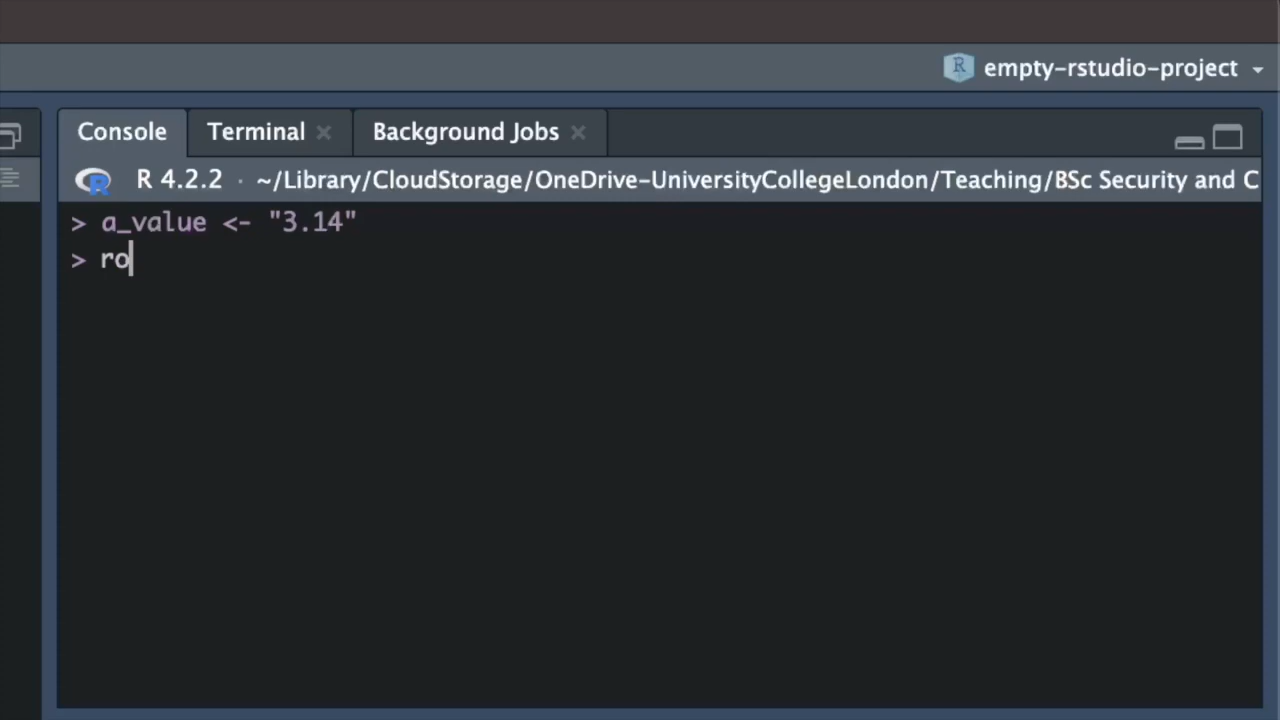 empty-rstudio-project
Console Terminal Background Jobs
R 4.2.2 · ~/Library/CloudStorage/OneDrive-UniversityCollegeLondon/Teaching/BSc Security and C
> a_value <- "3.14"
> ro